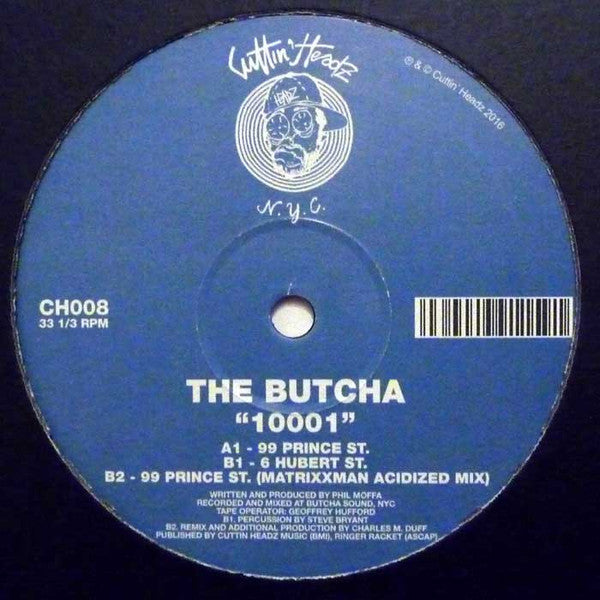 Cuttin' Headz
HEADZ
N.Y.C.
℗ & © Cuttin' Headz 2016
CH008
33 1/3 RPM
THE BUTCHA
“10001”
A1 - 99 PRINCE ST.
B1 - 6 HUBERT ST.
B2 - 99 PRINCE ST. (MATRIXXMAN ACIDIZED MIX)
WRITTEN AND PRODUCED BY PHIL MOFFA
RECORDED AND MIXED AT BUTCHA SOUND, NYC
TAPE OPERATOR: GEOFFREY HUFFORD
B1. PERCUSSION BY STEVE BRYANT
B2. REMIX AND ADDITIONAL PRODUCTION BY CHARLES M. DUFF
PUBLISHED BY CUTTIN HEADZ MUSIC (BMI), RINGER RACKET (ASCAP)